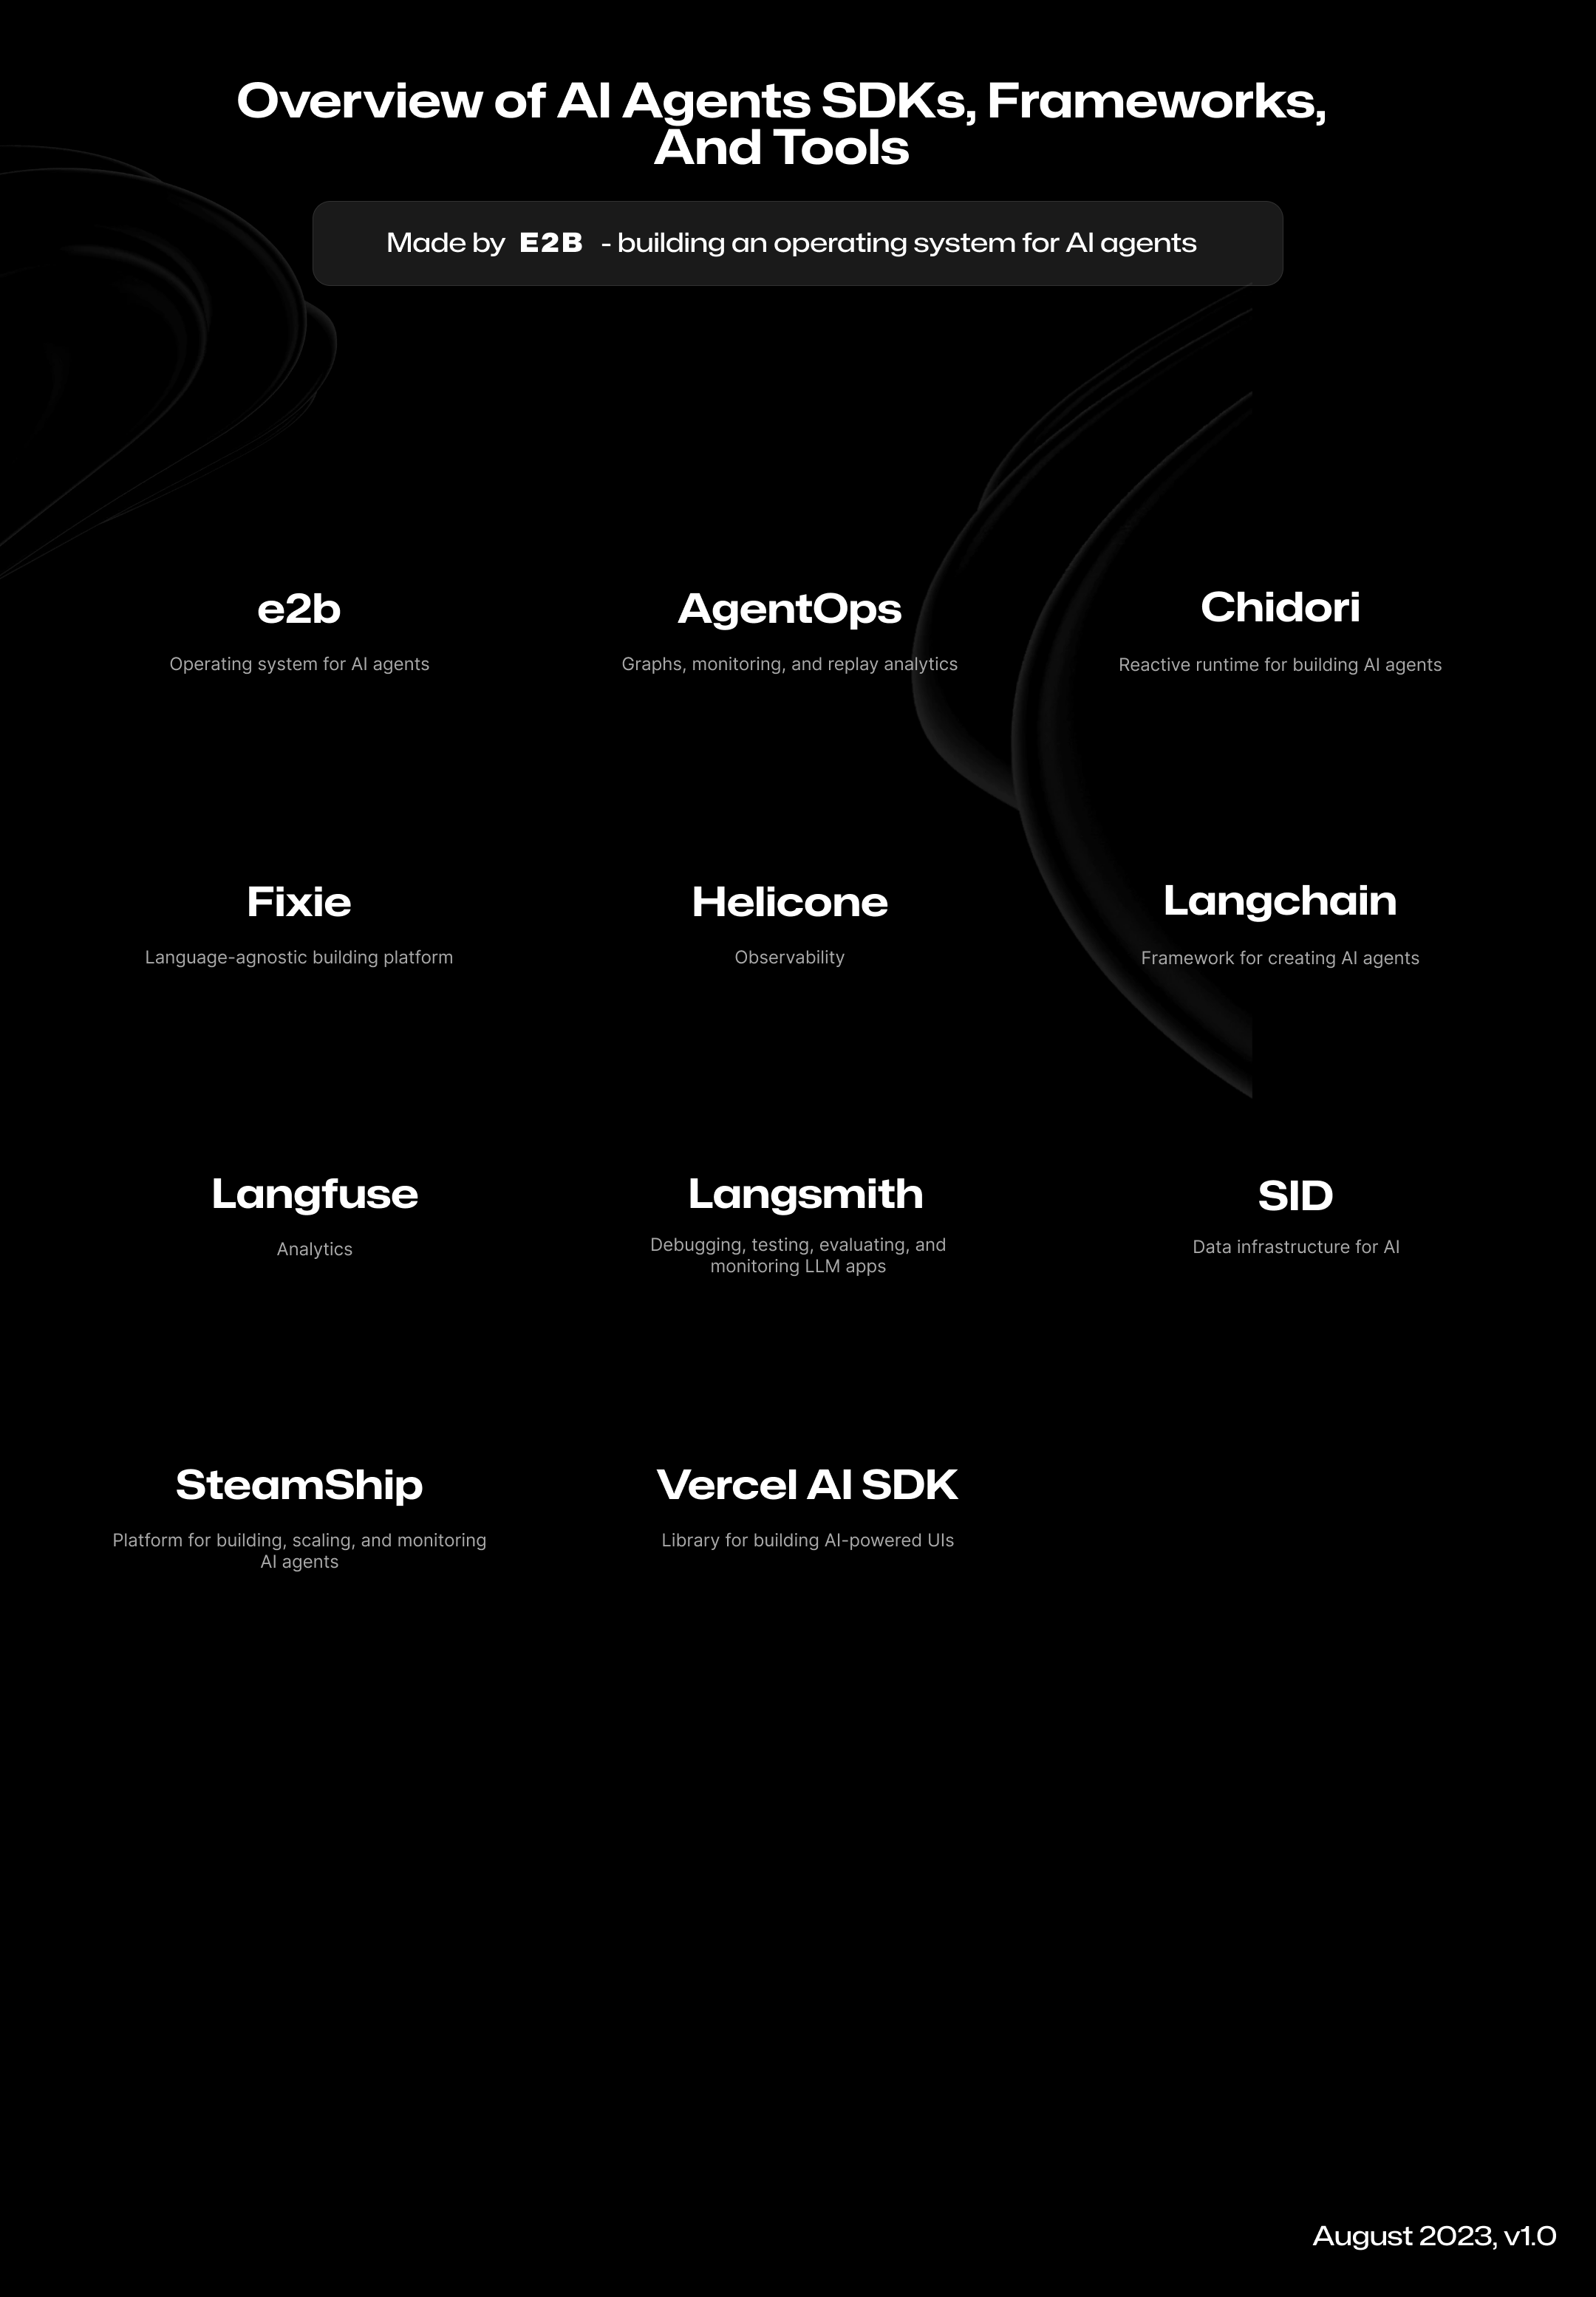 Overview of AI Agents SDKs, Frameworks,
And Tools
Made by E2B - building an operating system for AI agents
e2b
Operating system for AI agents
AgentOps
Graphs, monitoring, and replay analytics
Chidori
Reactive runtime for building AI agents
Fixie
Language-agnostic building platform
Helicone
Observability
Langchain
Framework for creating AI agents
Langfuse
Analytics
Langsmith
Debugging, testing, evaluating, and
monitoring LLM apps
SID
Data infrastructure for AI
SteamShip
Platform for building, scaling, and monitoring
AI agents
Vercel AI SDK
Library for building AI-powered UIs
August 2023, v1.0